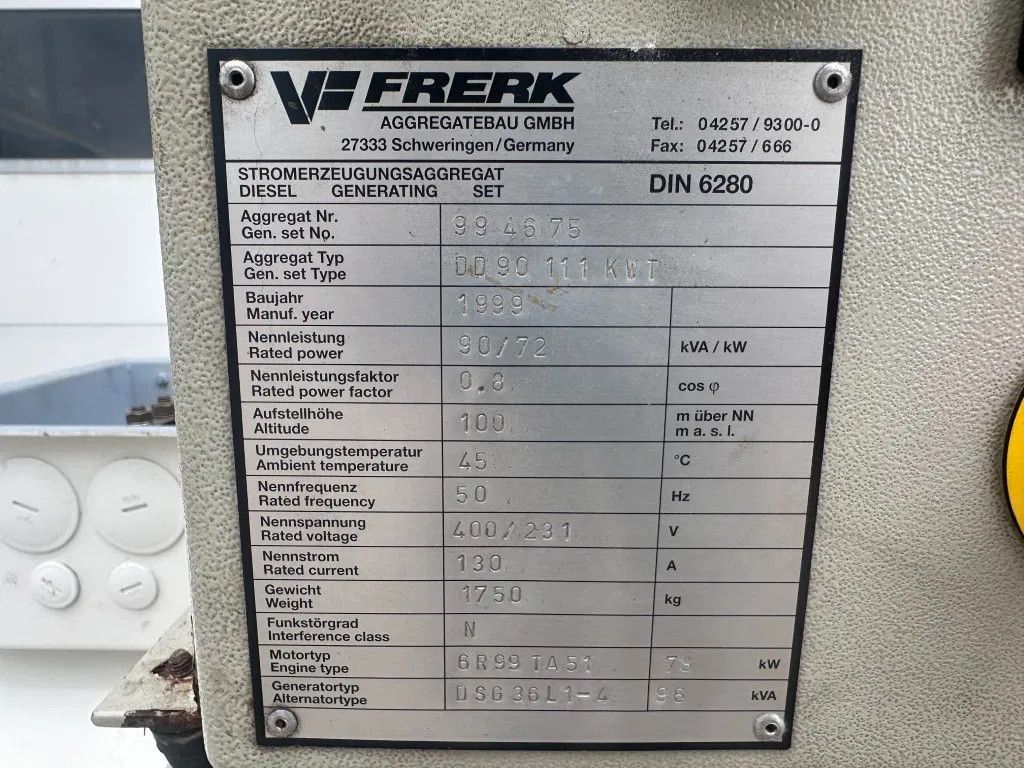 VF FRERK
AGGREGATEBAU GMBH
27333 Schweringen/Germany
Tel.: 04257 / 9300-0
Fax: 04257 / 666
STROMERZEUGUNGSAGGREGAT
DIESEL GENERATING SET
DIN 6280
Aggregat Nr.
Gen. set No.
99 46 75
Aggregat Typ
Gen. set Type
DD 90 111 KWT
Baujahr
Manuf. year
1999
Nennleistung
Rated power
90/72
kVA / kW
Nennleistungsfaktor
Rated power factor
0.8
cos φ
Aufstellhöhe
Altitude
100
m über NN
m a. s. l.
Umgebungstemperatur
Ambient temperature
45
°C
Nennfrequenz
Rated frequency
50
Hz
Nennspannung
Rated voltage
400/231
V
Nennstrom
Rated current
130
A
Gewicht
Weight
1750
kg
Funkstörgrad
Interference class
N
Motortyp
Engine type
6R99 TA51
78
kW
Generatortyp
Alternatortype
DSG 36L1-4
96
kVA